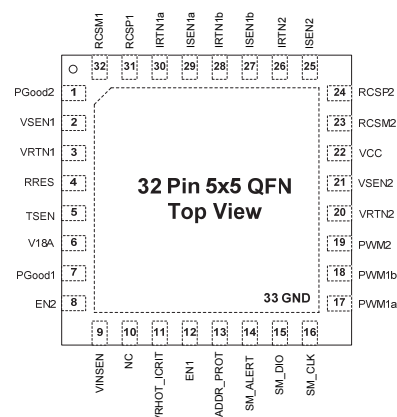 RCSM1
RCSP1
IRTN1a
ISEN1a
IRTN1b
ISEN1b
IRTN2
ISEN2
32 31 30 29 28 27 26 25
PGood2 1
VSEN1 2
VRTN1 3
RRES 4
TSEN 5
V18A 6
PGood1 7
EN2 8
32 Pin 5x5 QFN
Top View
33 GND
24 RCSP2
23 RCSM2
22 VCC
21 VSEN2
20 VRTN2
19 PWM2
18 PWM1b
17 PWM1a
9 10 11 12 13 14 15 16
VINSEN
NC
VRHOT_ICRIT
EN1
ADDR_PROT
SM_ALERT
SM_DIO
SM_CLK